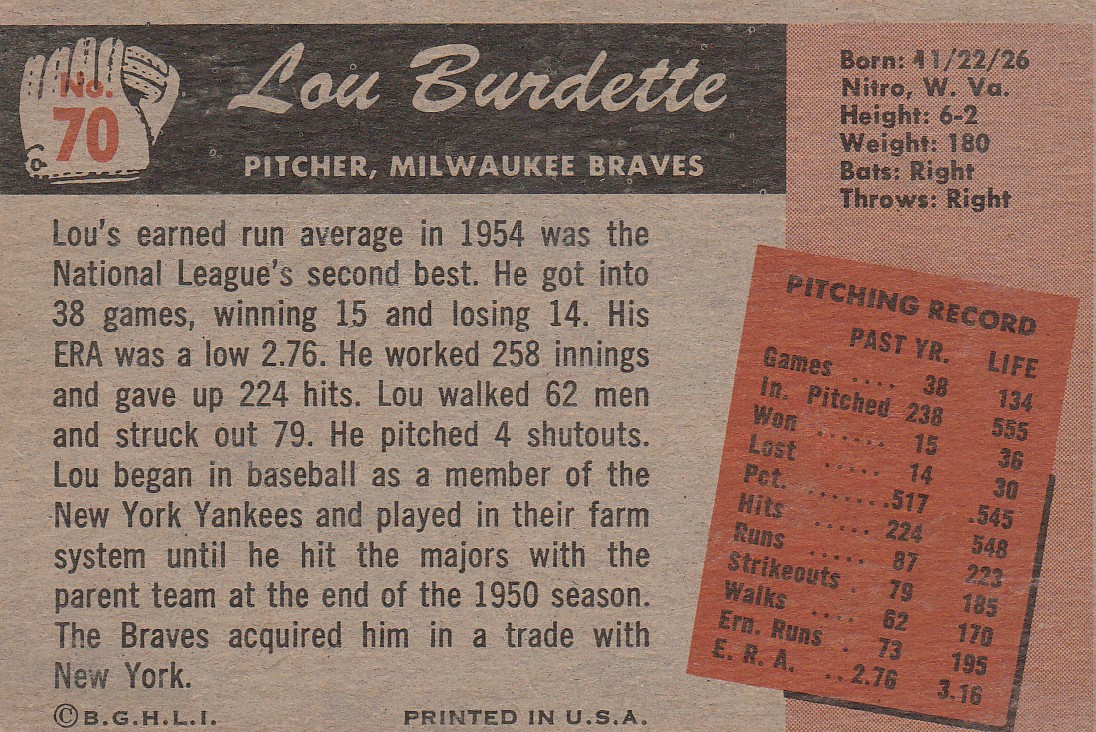 No.
70
Lou Burdette
PITCHER, MILWAUKEE BRAVES
Born: 11/22/26
Nitro, W. Va.
Height: 6-2
Weight: 180
Bats: Right
Throws: Right
Lou's earned run average in 1954 was the
National League's second best. He got into
38 games, winning 15 and losing 14. His
ERA was a low 2.76. He worked 258 innings
and gave up 224 hits. Lou walked 62 men
and struck out 79. He pitched 4 shutouts.
Lou began in baseball as a member of the
New York Yankees and played in their farm
system until he hit the majors with the
parent team at the end of the 1950 season.
The Braves acquired him in a trade with
New York.
PITCHING RECORD
PAST YR. LIFE
Games .... 38 134
In. Pitched 238 555
Won ...... 15 36
Lost ..... 14 30
Pct. .......517 .545
Hits ..... 224 548
Runs ..... 87 223
Strikeouts . 79 185
Walks .... 62 170
Ern. Runs . 73 195
E. R. A. .. 2.76 3.16
©B.G.H.L.I.
PRINTED IN U.S.A.